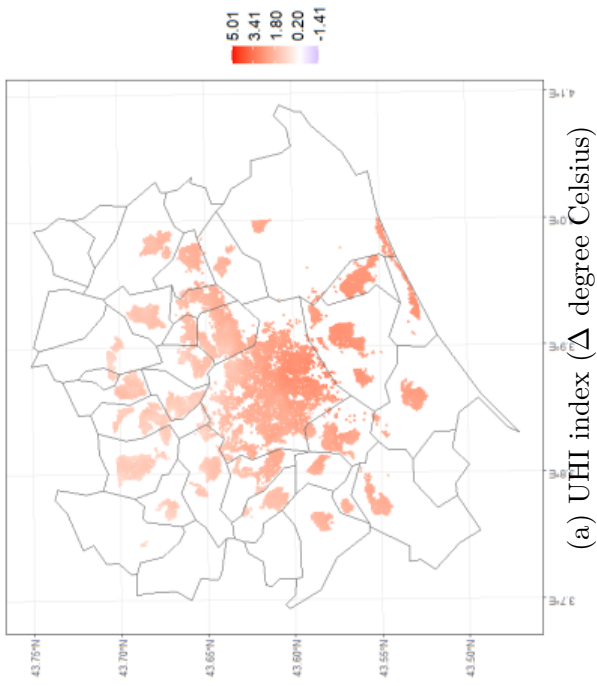 5.01
3.41
1.80
0.20
-1.41
4.1°E
3.9°E
3.8°E
3.7°E
43.75°N
43.70°N
43.65°N
43.60°N
43.55°N
43.50°N
(a) UHI index (Δ degree Celsius)